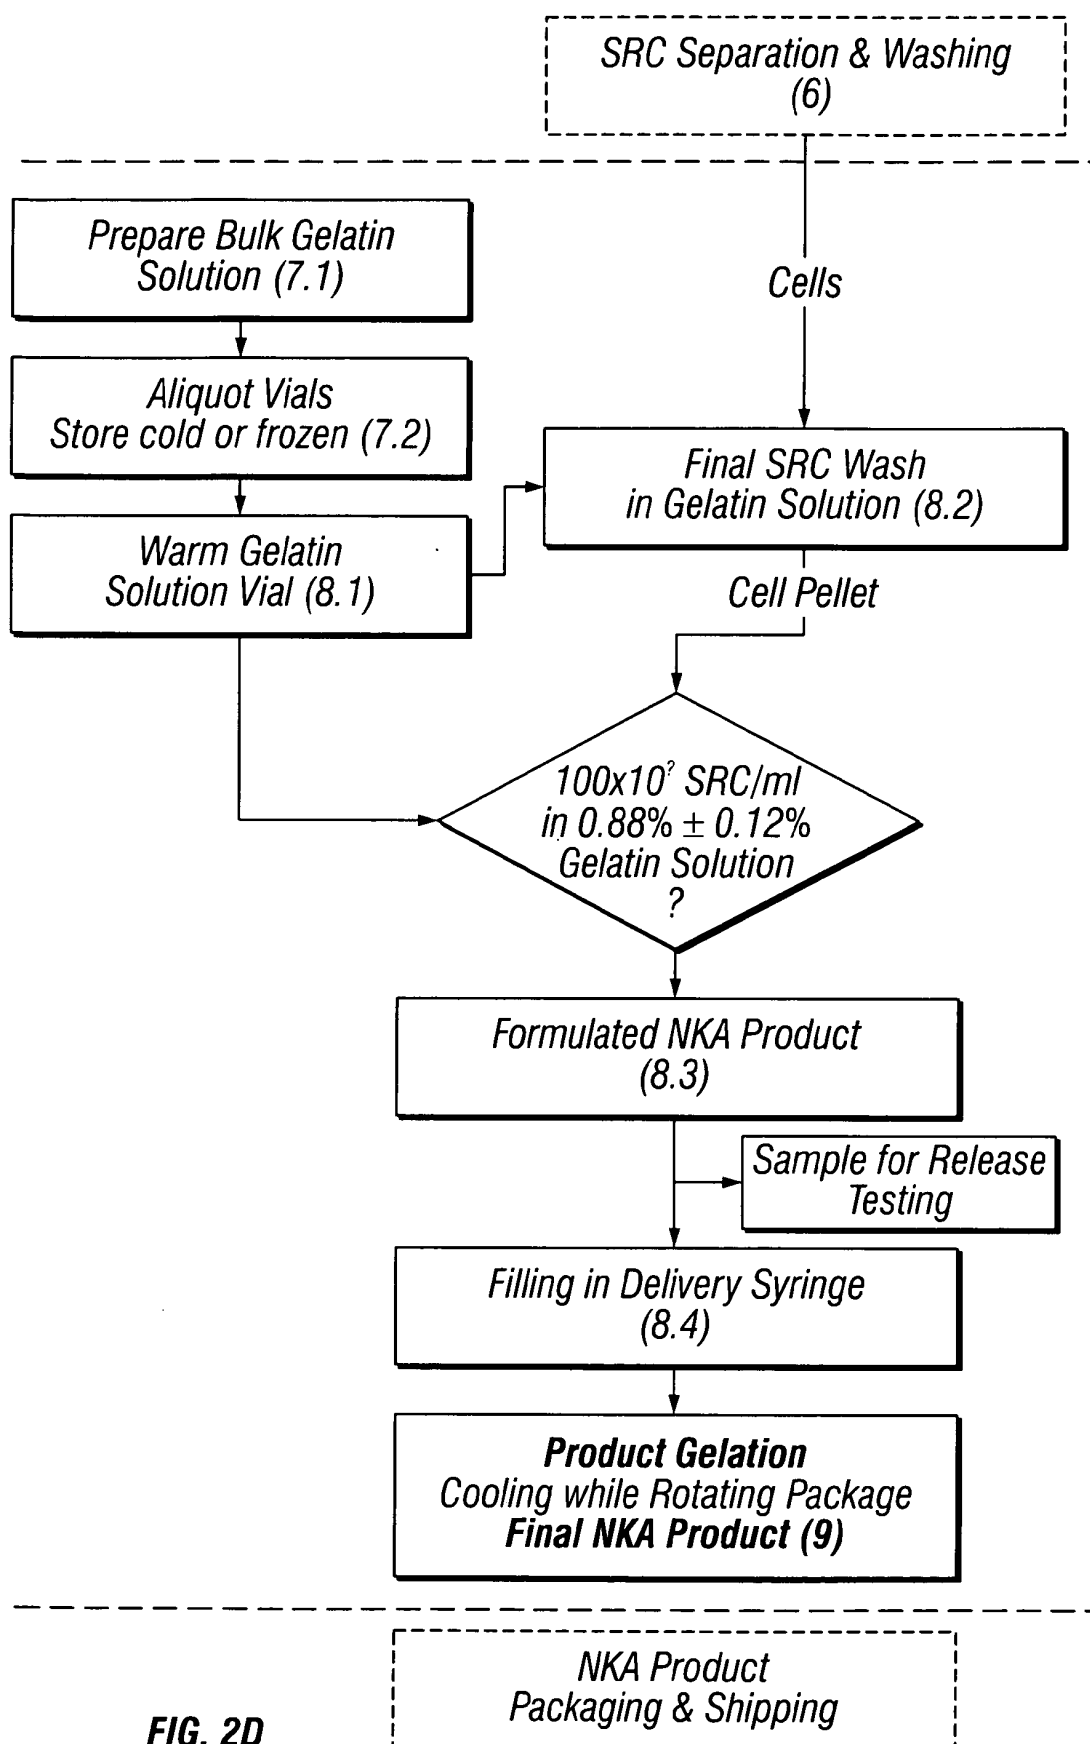 SRC Separation & Washing
(6)
Prepare Bulk Gelatin
Solution (7.1)
Cells
Aliquot Vials
Store cold or frozen (7.2)
Final SRC Wash
in Gelatin Solution (8.2)
Warm Gelatin
Solution Vial (8.1)
Cell Pellet
100x10? SRC/ml
in 0.88% ± 0.12%
Gelatin Solution
?
Formulated NKA Product
(8.3)
Sample for Release
Testing
Filling in Delivery Syringe
(8.4)
Product Gelation
Cooling while Rotating Package
Final NKA Product (9)
NKA Product
Packaging & Shipping
FIG. 2D